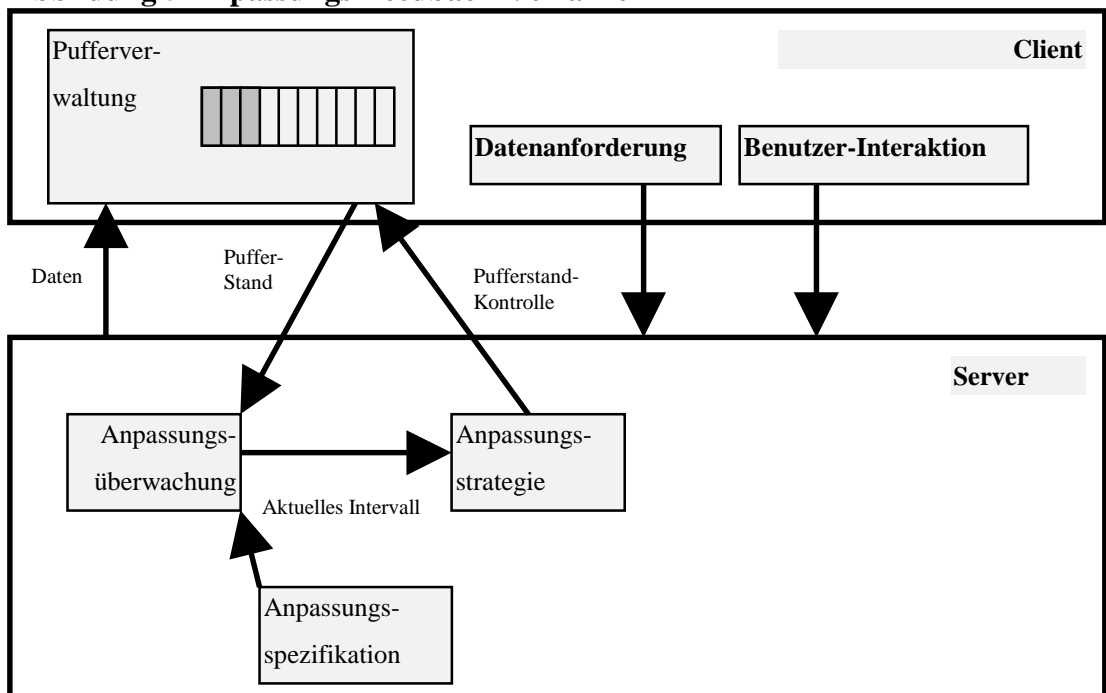 Pufferver-
waltung
Client
Datenanforderung
Benutzer-Interaktion
Daten
Puffer-
Stand
Pufferstand-
Kontrolle
Server
Anpassungs-
überwachung
Anpassungs-
strategie
Aktuelles Intervall
Anpassungs-
spezifikation